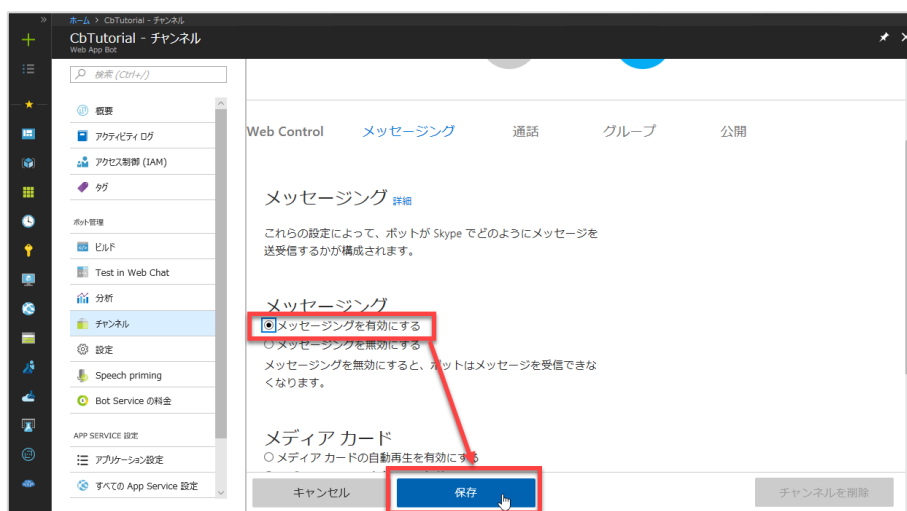 ホーム > CbTutorial - チャンネル
CbTutorial - チャンネル
Web App Bot
検索 (Ctrl+/)
概要
アクティビティ ログ
アクセス制御 (IAM)
タグ
ボット管理
ビルド
Test in Web Chat
分析
チャンネル
設定
Speech priming
Bot Service の料金
APP SERVICE 設定
アプリケーション設定
すべての App Service 設定
Web Control メッセージング 通話 グループ 公開
メッセージング 詳細
これらの設定によって、ボットが Skype でどのようにメッセージを
送受信するかが構成されます。
メッセージング
メッセージングを有効にする
メッセージングを無効にする
メッセージングを無効にすると、ボットはメッセージを受信できな
くなります。
メディア カード
メディア カードの自動再生を有効にする
キャンセル 保存 チャンネルを削除